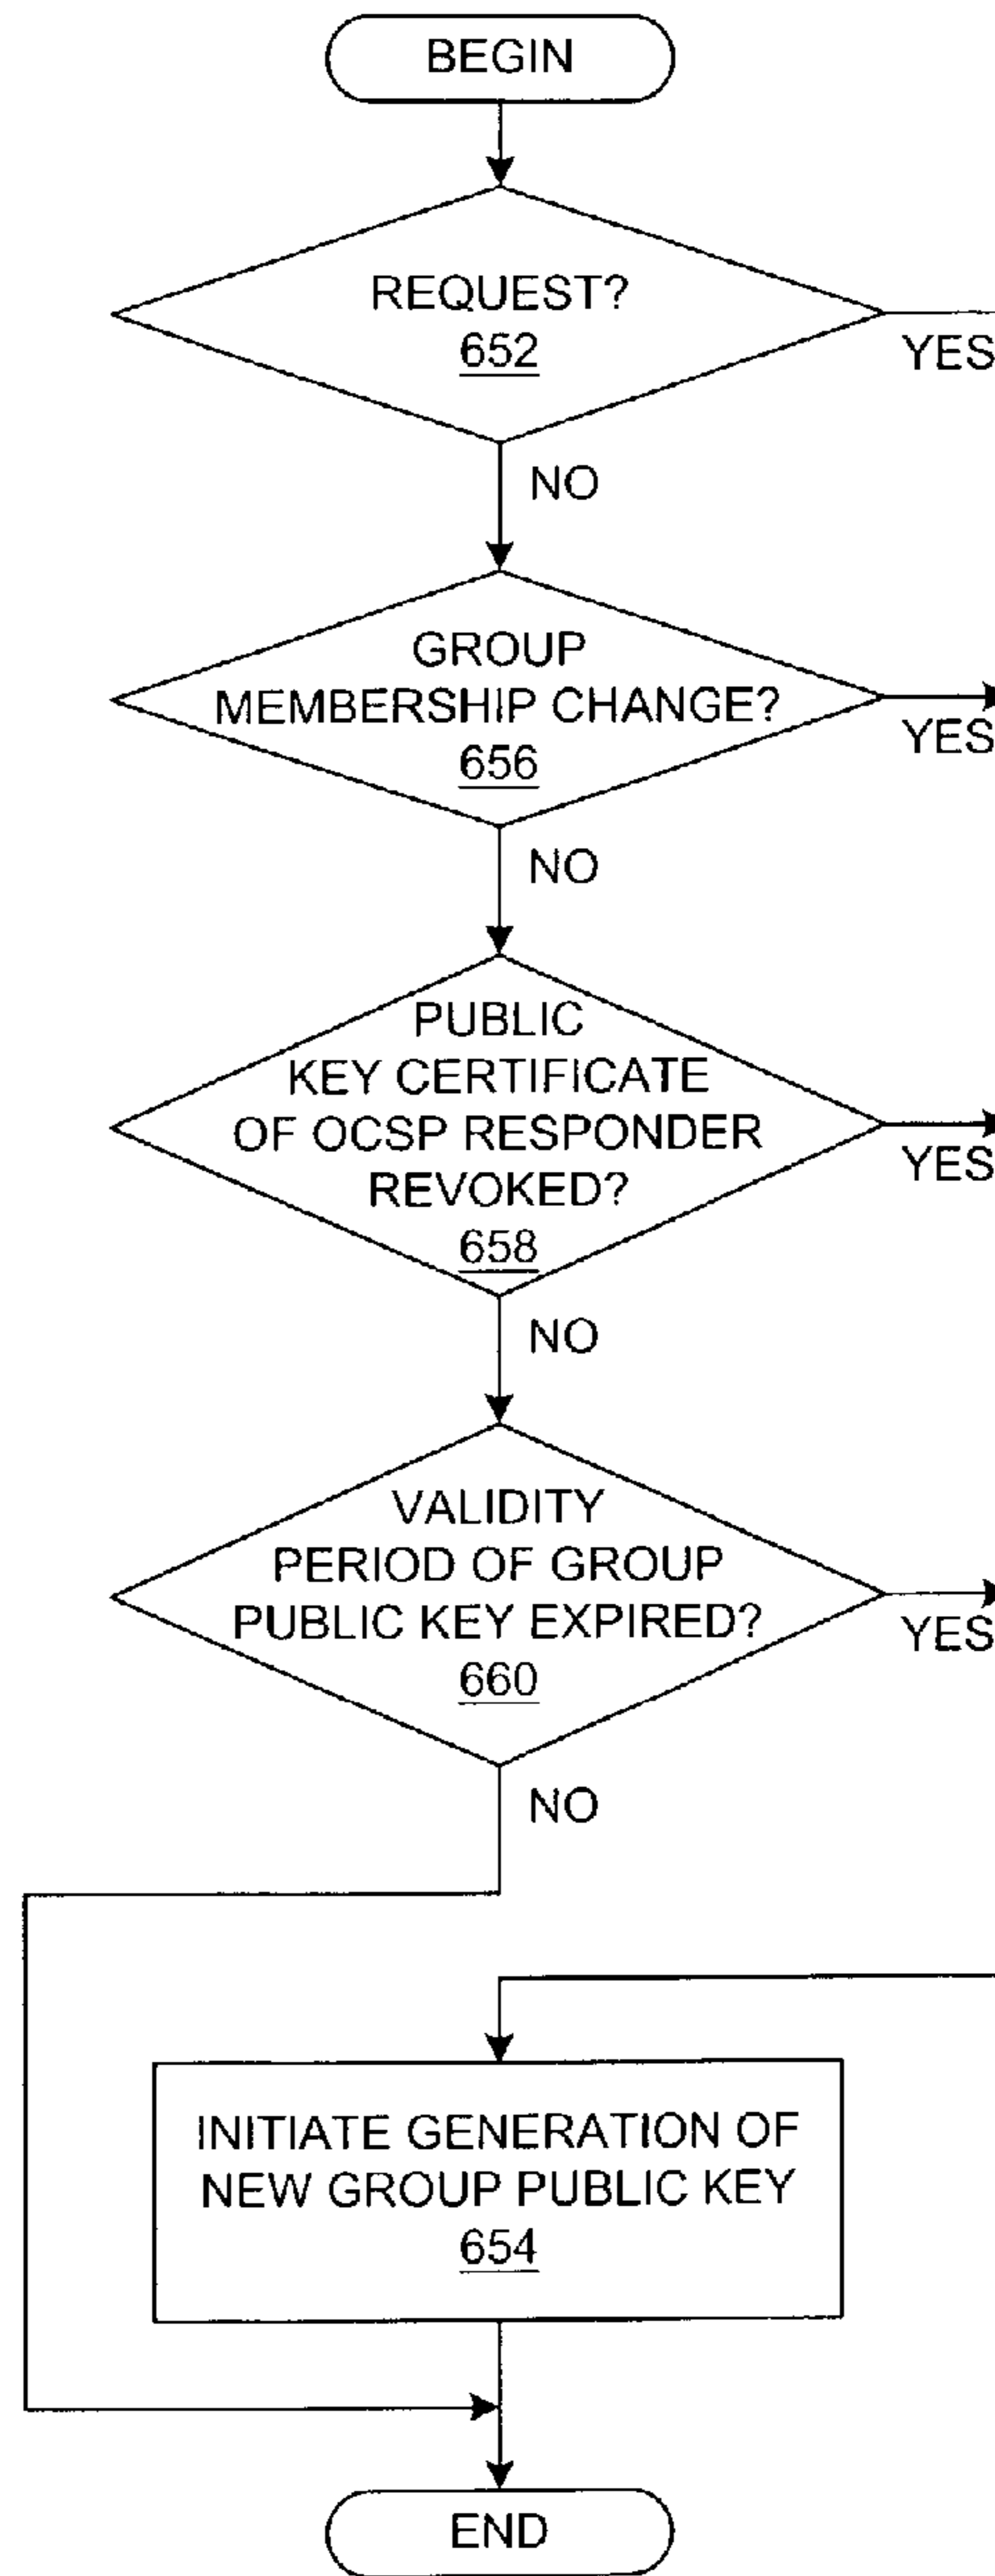 BEGIN
REQUEST?
652
YES
NO
GROUP
MEMBERSHIP CHANGE?
656
YES
NO
PUBLIC
KEY CERTIFICATE
OF OCSP RESPONDER
REVOKED?
658
YES
NO
VALIDITY
PERIOD OF GROUP
PUBLIC KEY EXPIRED?
660
YES
NO
INITIATE GENERATION OF
NEW GROUP PUBLIC KEY
654
END